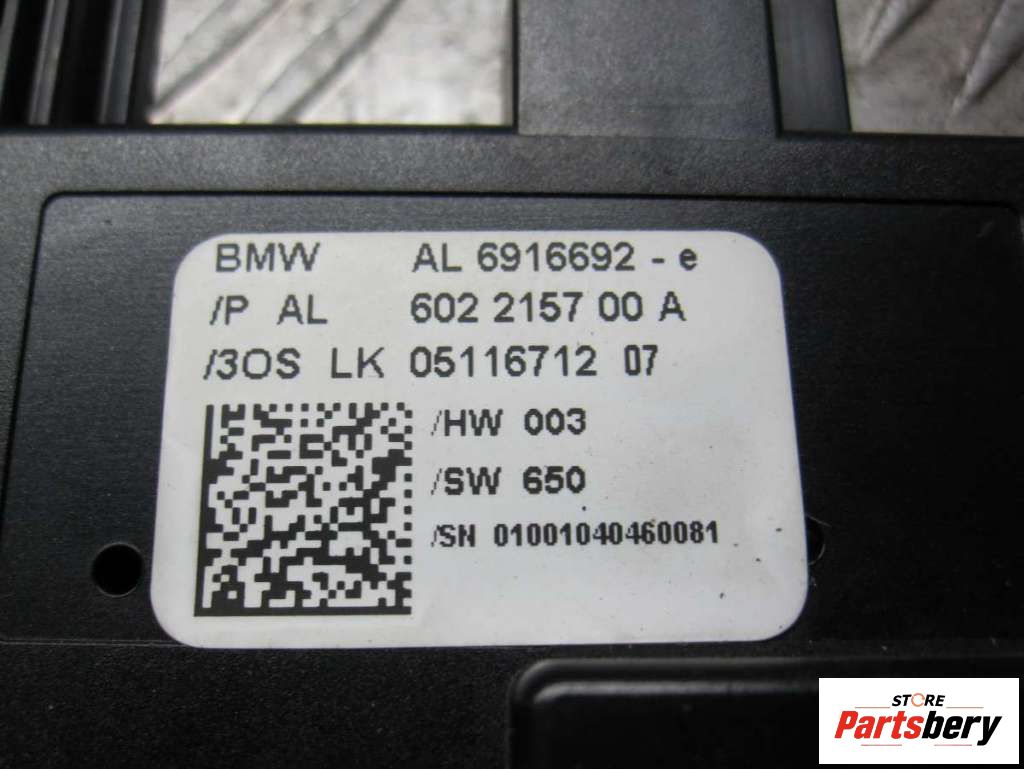 BMW AL 6916692 - e
/P AL 602 2157 00 A
/3OS LK 05116712 07
/HW 003
/SW 650
/SN 01001040460081
STORE
Partsbery